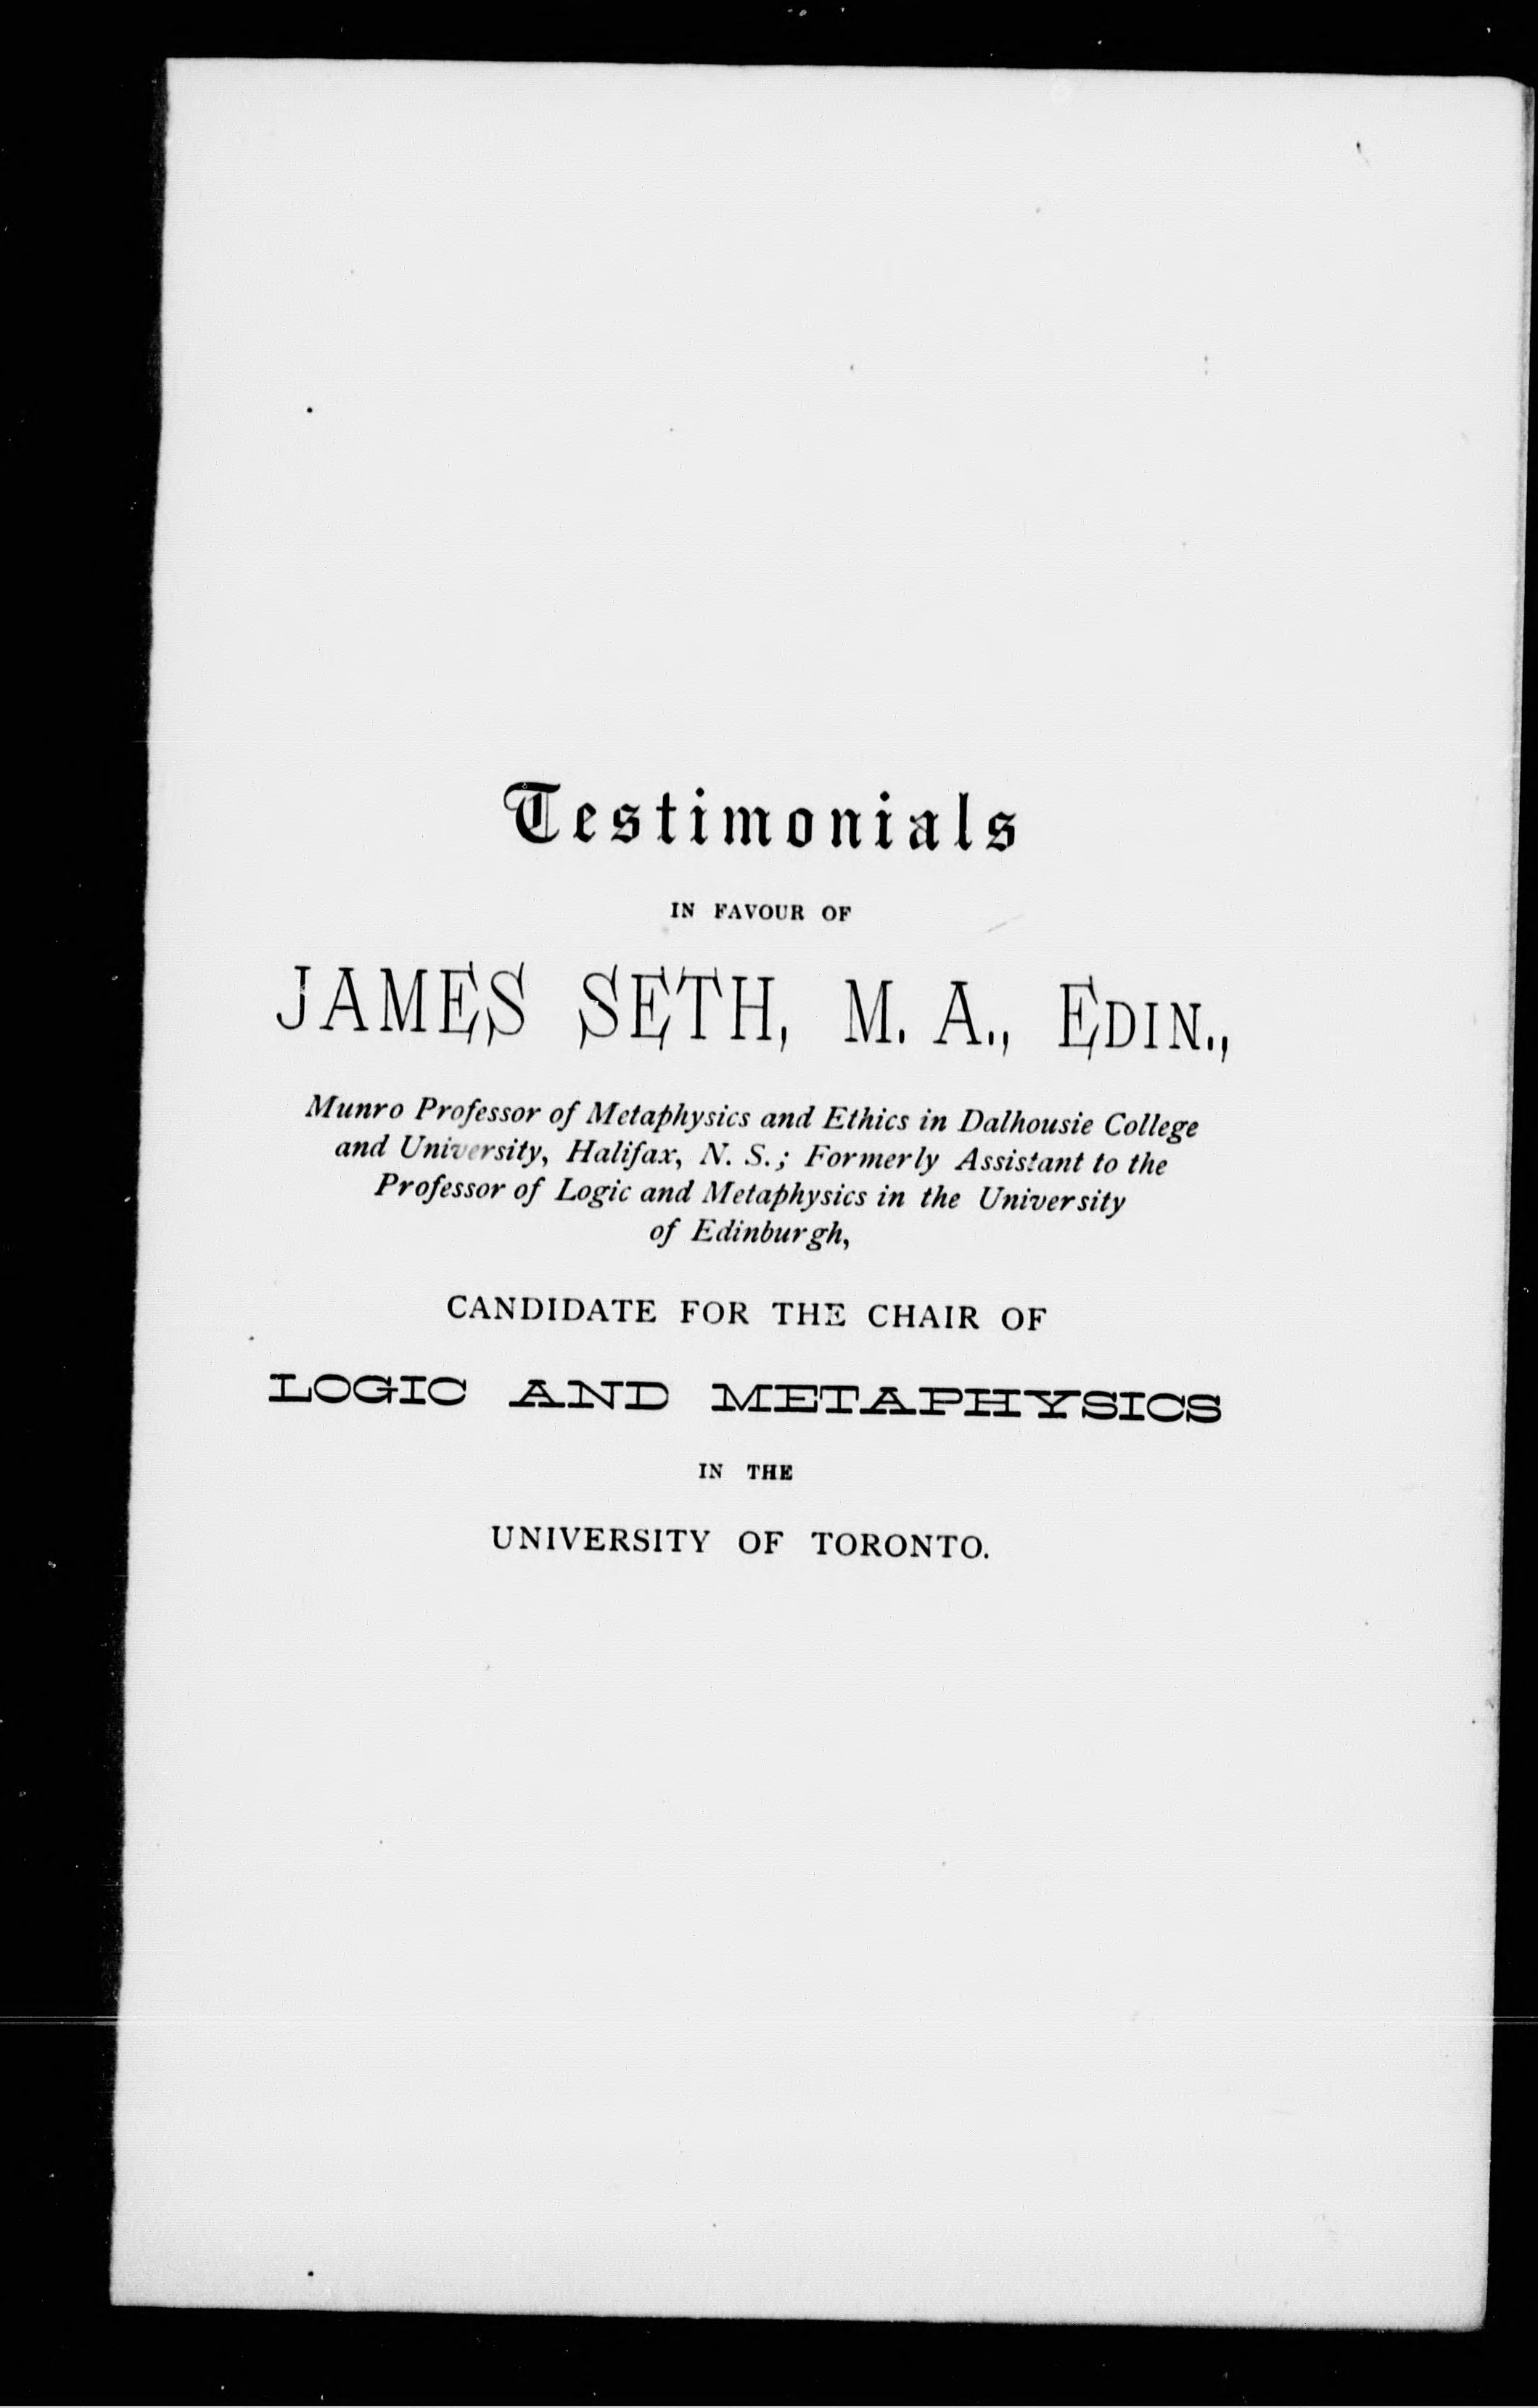 Testimonials
IN FAVOUR OF
JAMES SETH, M. A., EDIN.,
Munro Professor of Metaphysics and Ethics in Dalhousie College
and University, Halifax, N. S.; Formerly Assistant to the
Professor of Logic and Metaphysics in the University
of Edinburgh,
CANDIDATE FOR THE CHAIR OF
LOGIC AND METAPHYSICS
IN THE
UNIVERSITY OF TORONTO.